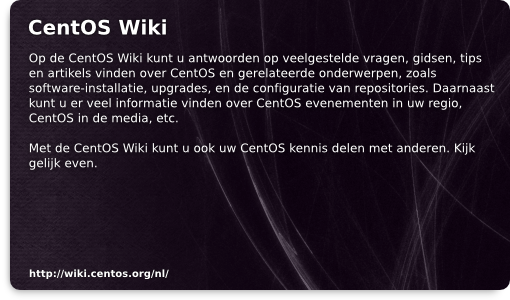 CentOS Wiki
Op de CentOS Wiki kunt u antwoorden op veelgestelde vragen, gidsen, tips
en artikels vinden over CentOS en gerelateerde onderwerpen, zoals
software-installatie, upgrades, en de configuratie van repositories. Daarnaast
kunt u er veel informatie vinden over CentOS evenementen in uw regio,
CentOS in de media, etc.
Met de CentOS Wiki kunt u ook uw CentOS kennis delen met anderen. Kijk
gelijk even.
http://wiki.centos.org/nl/